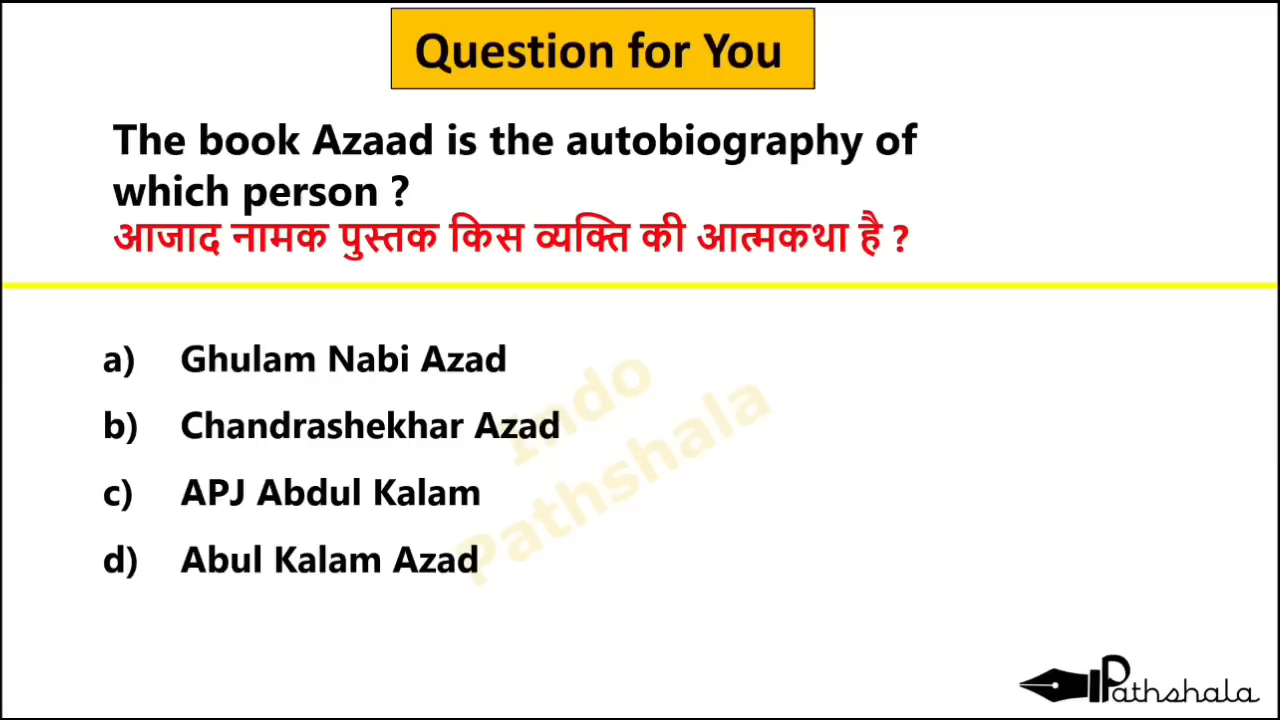 Question for You
The book Azaad is the autobiography of
which person ?
आजाद नामक पुस्तक किस व्यक्ति की आत्मकथा है ?
a) Ghulam Nabi Azad
b) Chandrashekhar Azad
c) APJ Abdul Kalam
d) Abul Kalam Azad
Indo
Pathshala
Pathshala